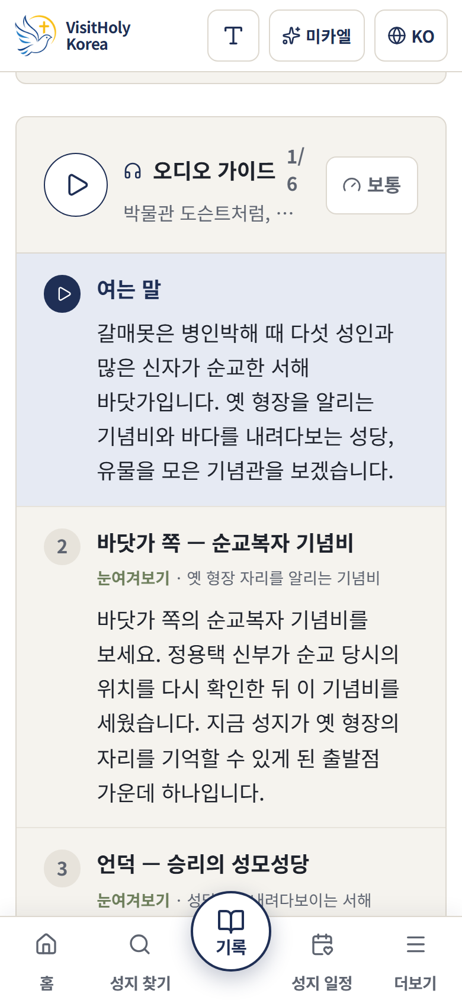 VisitHoly
Korea
미카엘
KO
오디오 가이드
1/
6
박물관 도슨트처럼, …
보통
여는 말
갈매못은 병인박해 때 다섯 성인과
많은 신자가 순교한 서해
바닷가입니다. 옛 형장을 알리는
기념비와 바다를 내려다보는 성당,
유물을 모은 기념관을 보겠습니다.
2
바닷가 쪽 — 순교복자 기념비
눈여겨보기 · 옛 형장 자리를 알리는 기념비
바닷가 쪽의 순교복자 기념비를
보세요. 정용택 신부가 순교 당시의
위치를 다시 확인한 뒤 이 기념비를
세웠습니다. 지금 성지가 옛 형장의
자리를 기억할 수 있게 된 출발점
가운데 하나입니다.
3
언덕 — 승리의 성모성당
눈여겨보기 · 내려다보이는 서해
홈
성지 찾기
기록
성지 일정
더보기